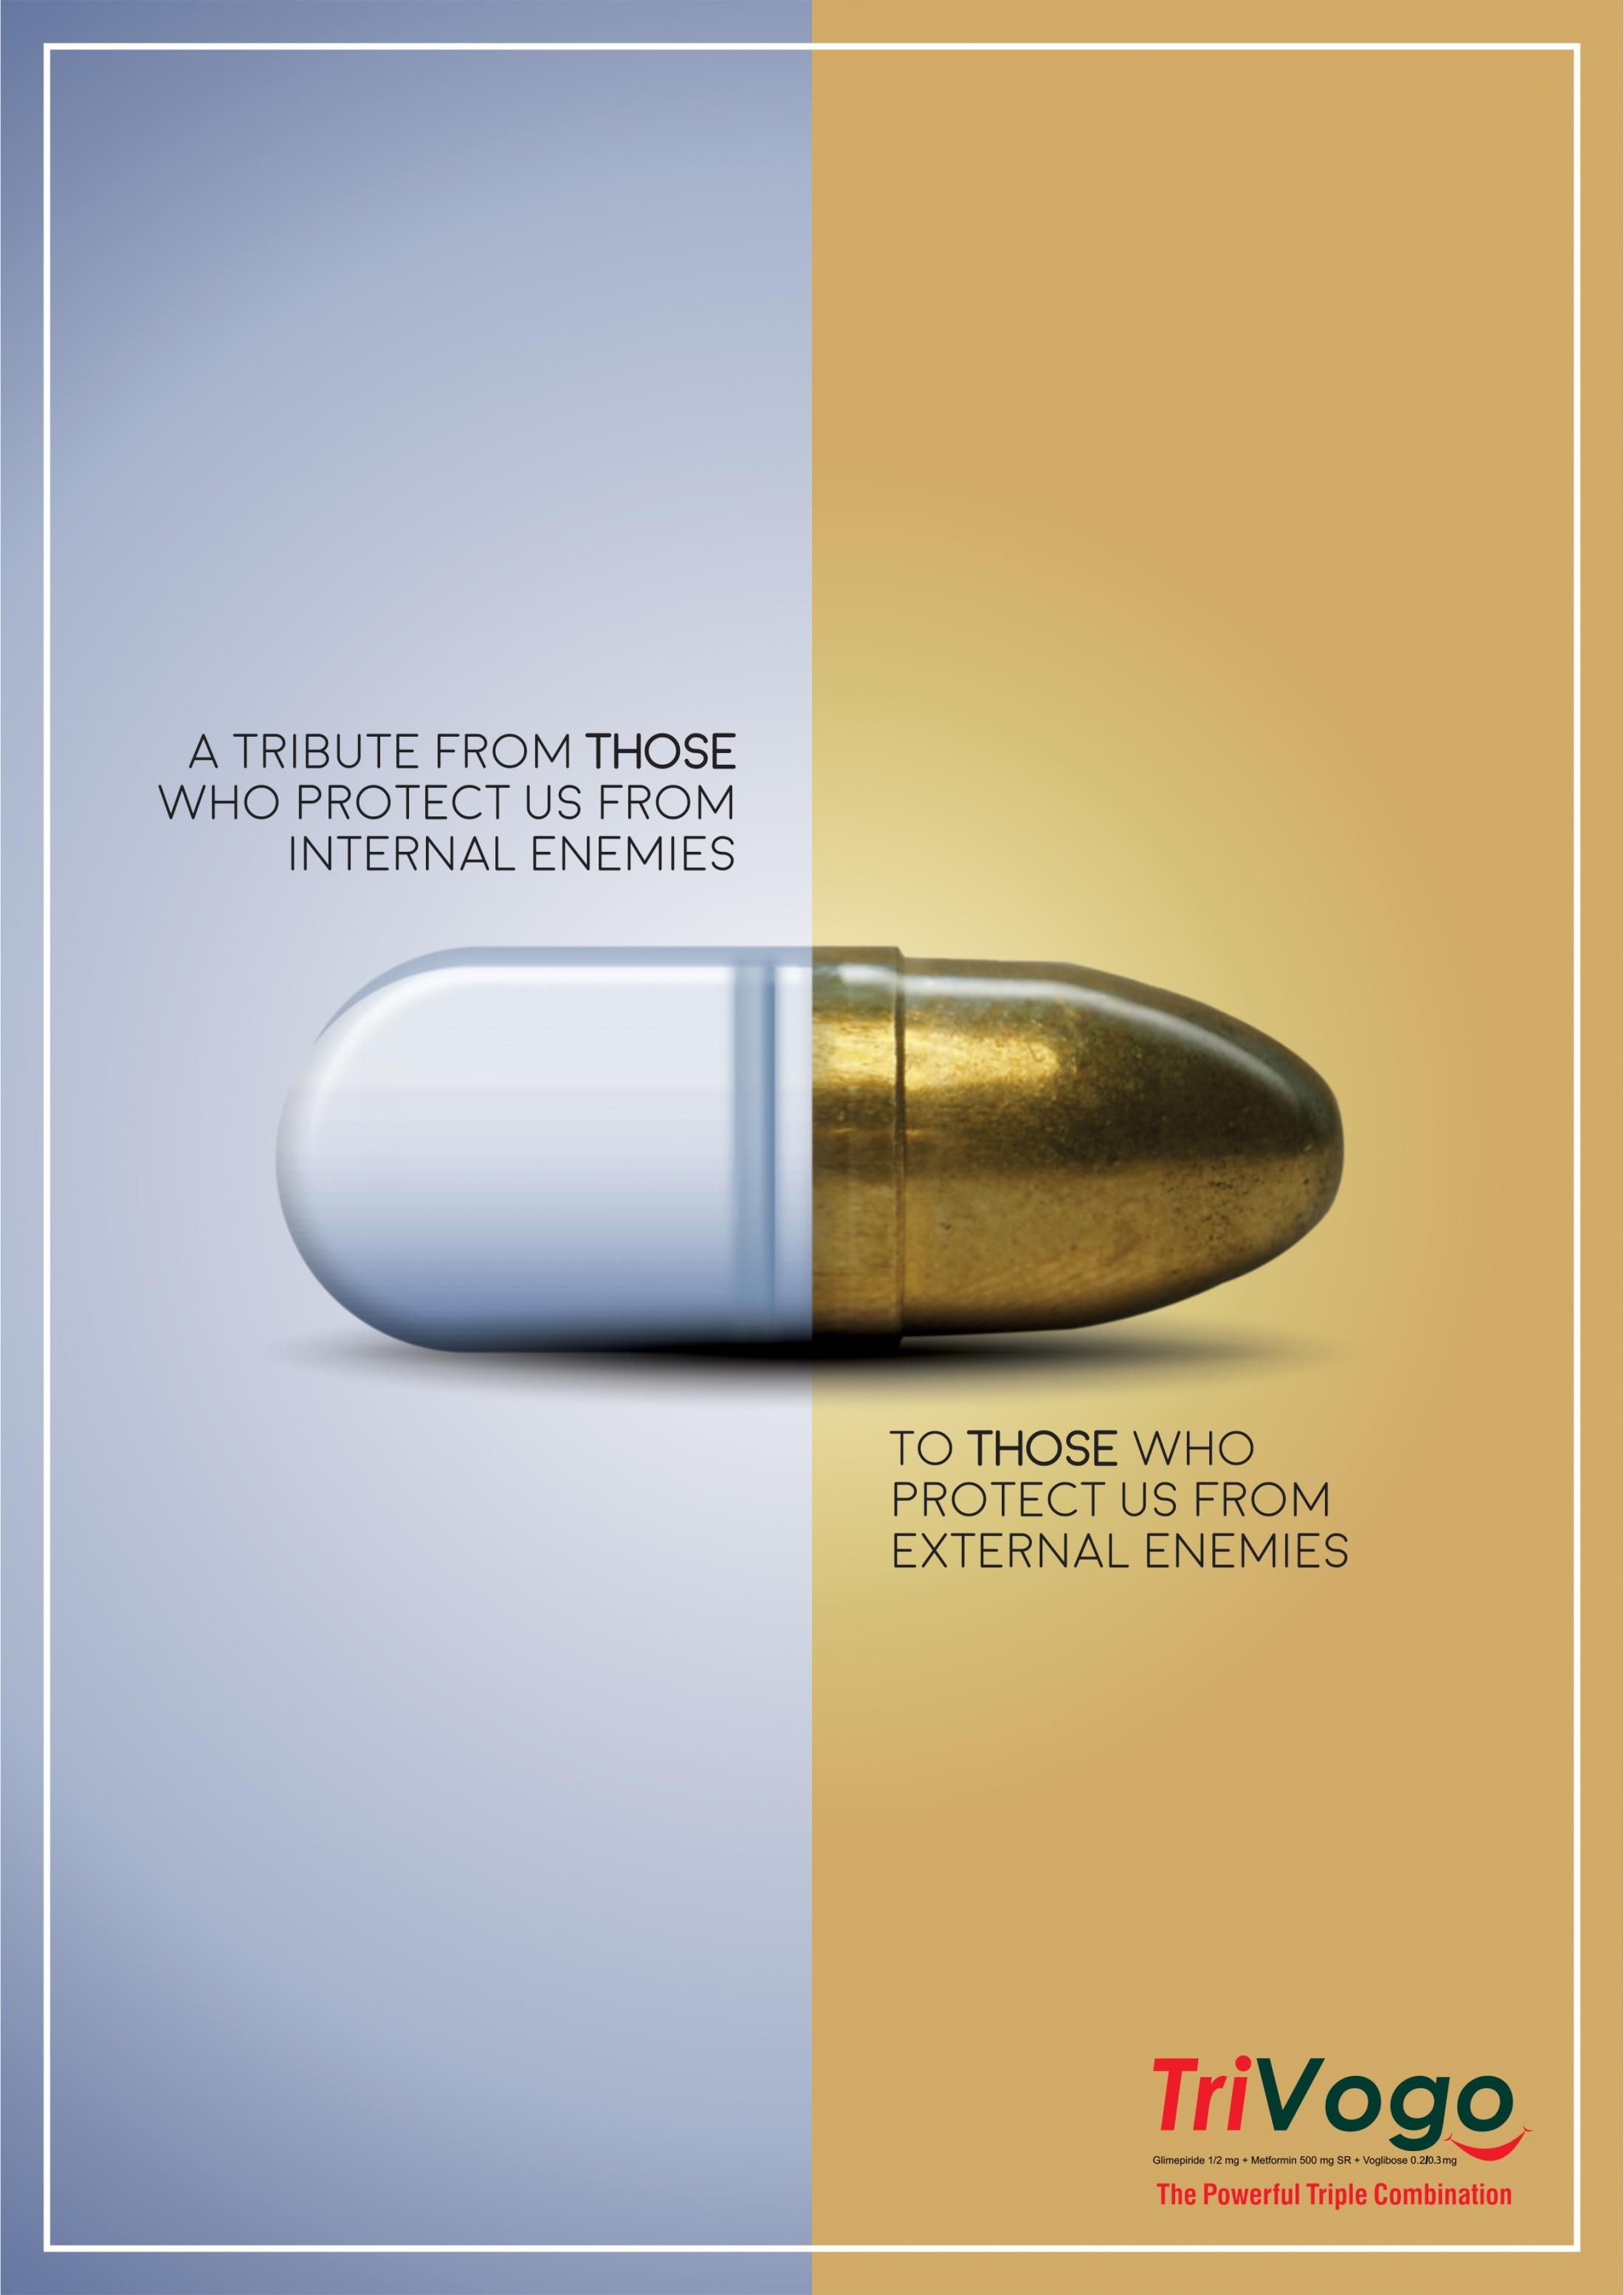 A TRIBUTE FROM THOSE
WHO PROTECT US FROM
INTERNAL ENEMIES
TO THOSE WHO
PROTECT US FROM
EXTERNAL ENEMIES
TriVogo
Glimepiride 1/2 mg + Metformin 500 mg SR + Voglibose 0.2/0.3 mg
The Powerful Triple Combination